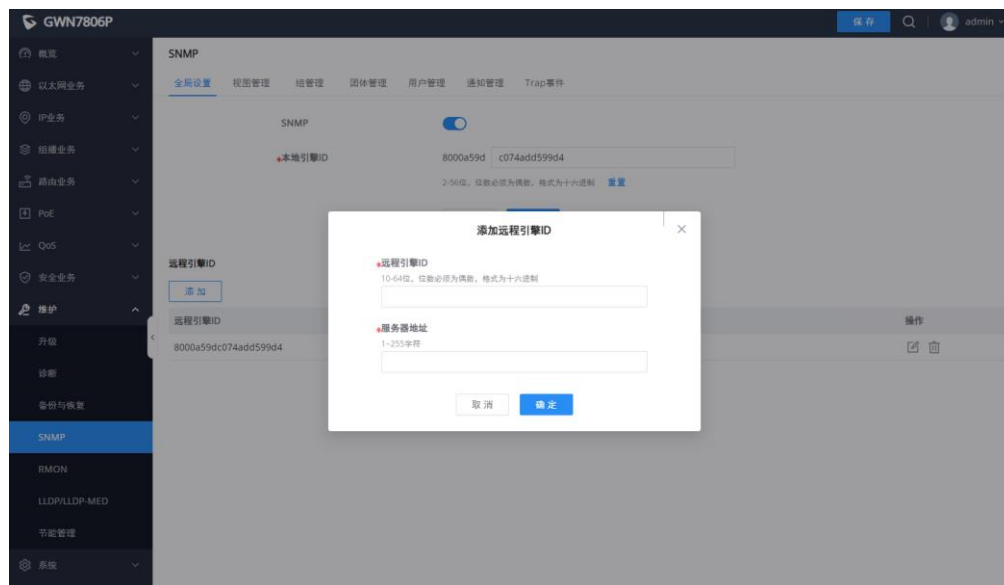 GWN7806P
保存
admin
概览
以太网业务
IP业务
组播业务
路由业务
PoE
QoS
安全业务
维护
升级
诊断
备份与恢复
SNMP
RMON
LLDP/LLDP-MED
节能管理
系统
SNMP
全局设置 视图管理 组管理 团体管理 用户管理 通知管理 Trap事件
SNMP
*本地引擎ID 8000a59d c074add599d4
2-56位，位数必须为偶数，格式为十六进制 重置
远程引擎ID
添加
远程引擎ID 操作
8000a59dc074add599d4
添加远程引擎ID
*远程引擎ID
10-64位，位数必须为偶数，格式为十六进制
*服务器地址
1~255字符
取消 确定